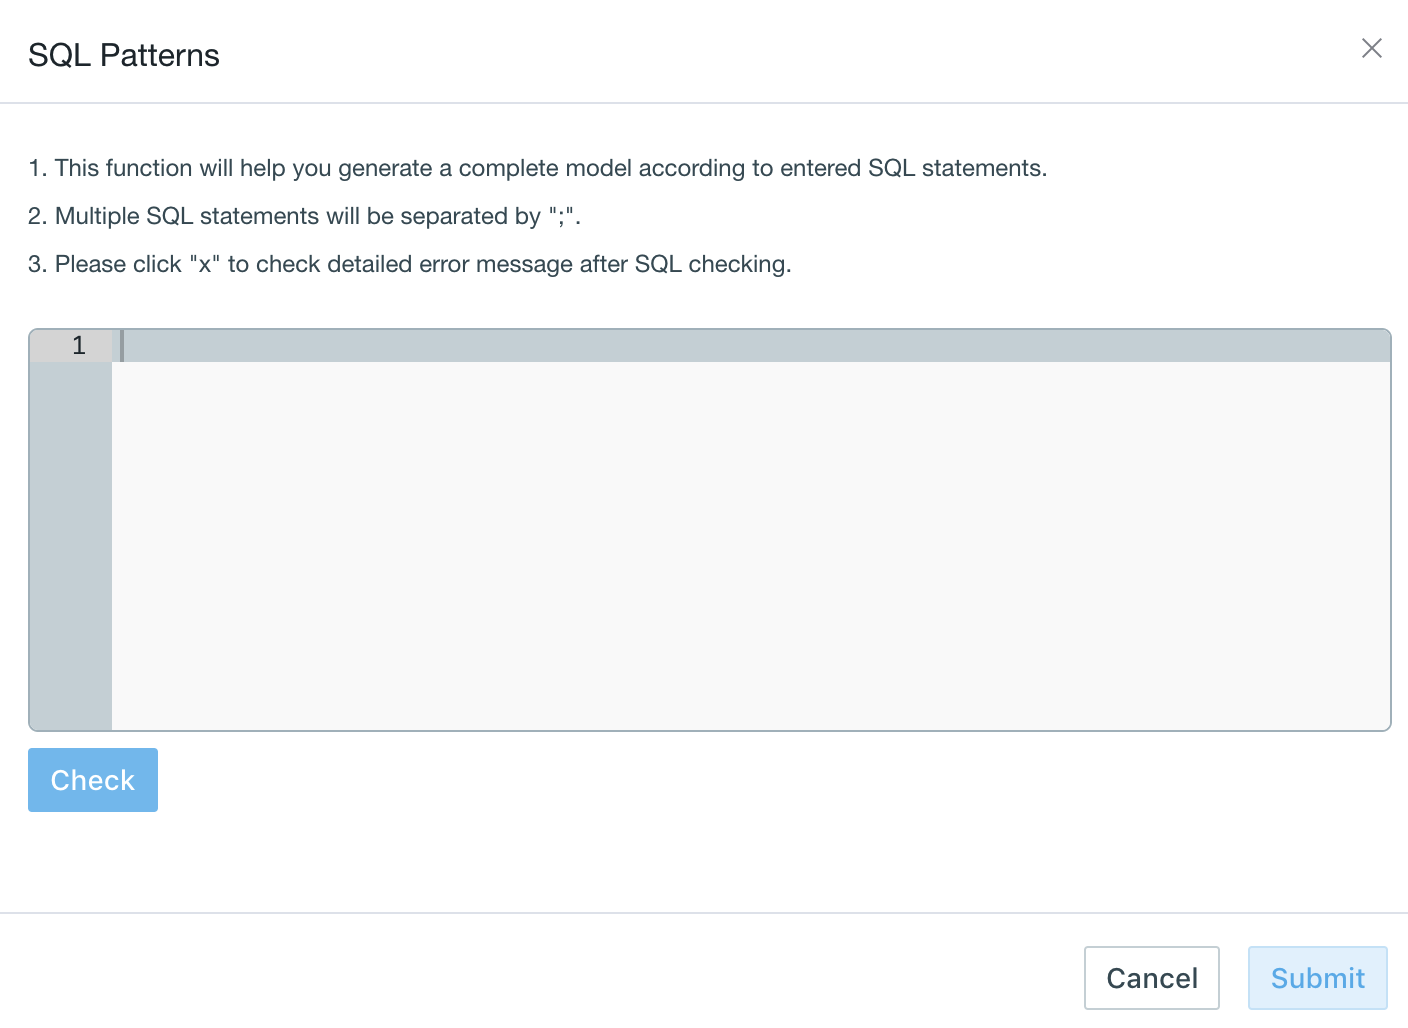 SQL Patterns
1. This function will help you generate a complete model according to entered SQL statements.
2. Multiple SQL statements will be separated by ";".
3. Please click "x" to check detailed error message after SQL checking.
1
Check
Cancel
Submit